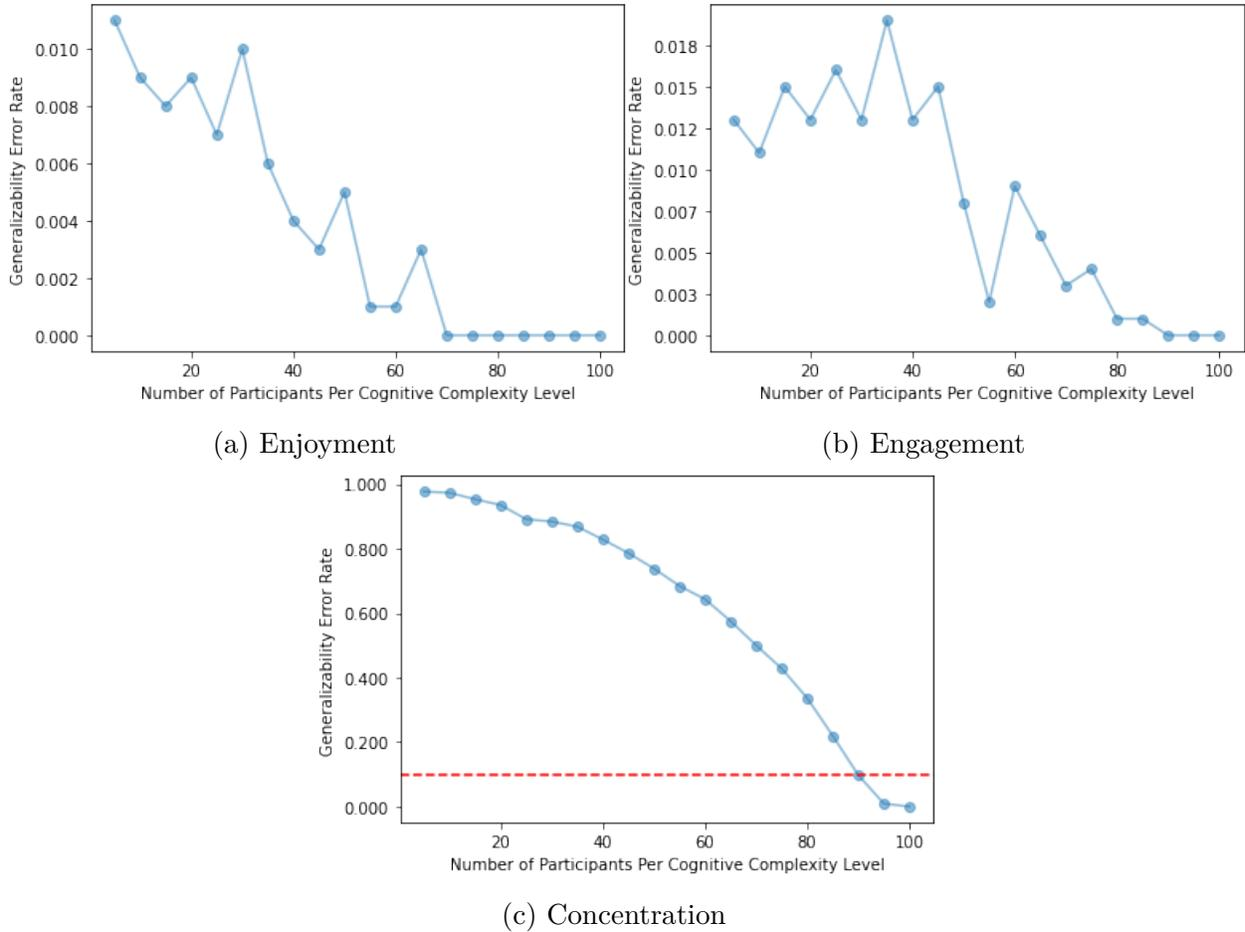 Generalizability Error Rate
0.010
0.008
0.006
0.004
0.002
0.000
20 40 60 80 100
Number of Participants Per Cognitive Complexity Level
(a) Enjoyment
Generalizability Error Rate
0.018
0.015
0.012
0.010
0.007
0.005
0.003
0.000
20 40 60 80 100
Number of Participants Per Cognitive Complexity Level
(b) Engagement
Generalizability Error Rate
1.000
0.800
0.600
0.400
0.200
0.000
20 40 60 80 100
Number of Participants Per Cognitive Complexity Level
(c) Concentration